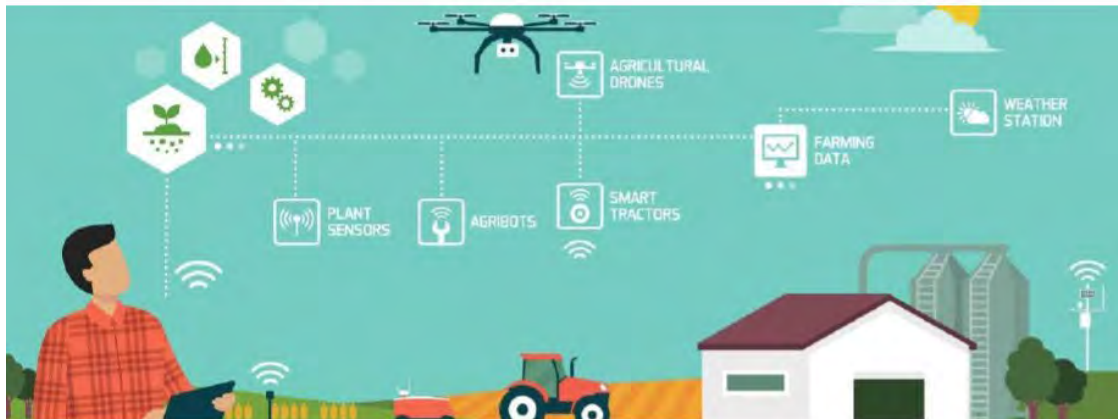 AGRICULTURAL
DRONES
WEATHER
STATION
FARMING
DATA
PLANT
SENSORS
AGRIBOTS
SMART
TRACTORS